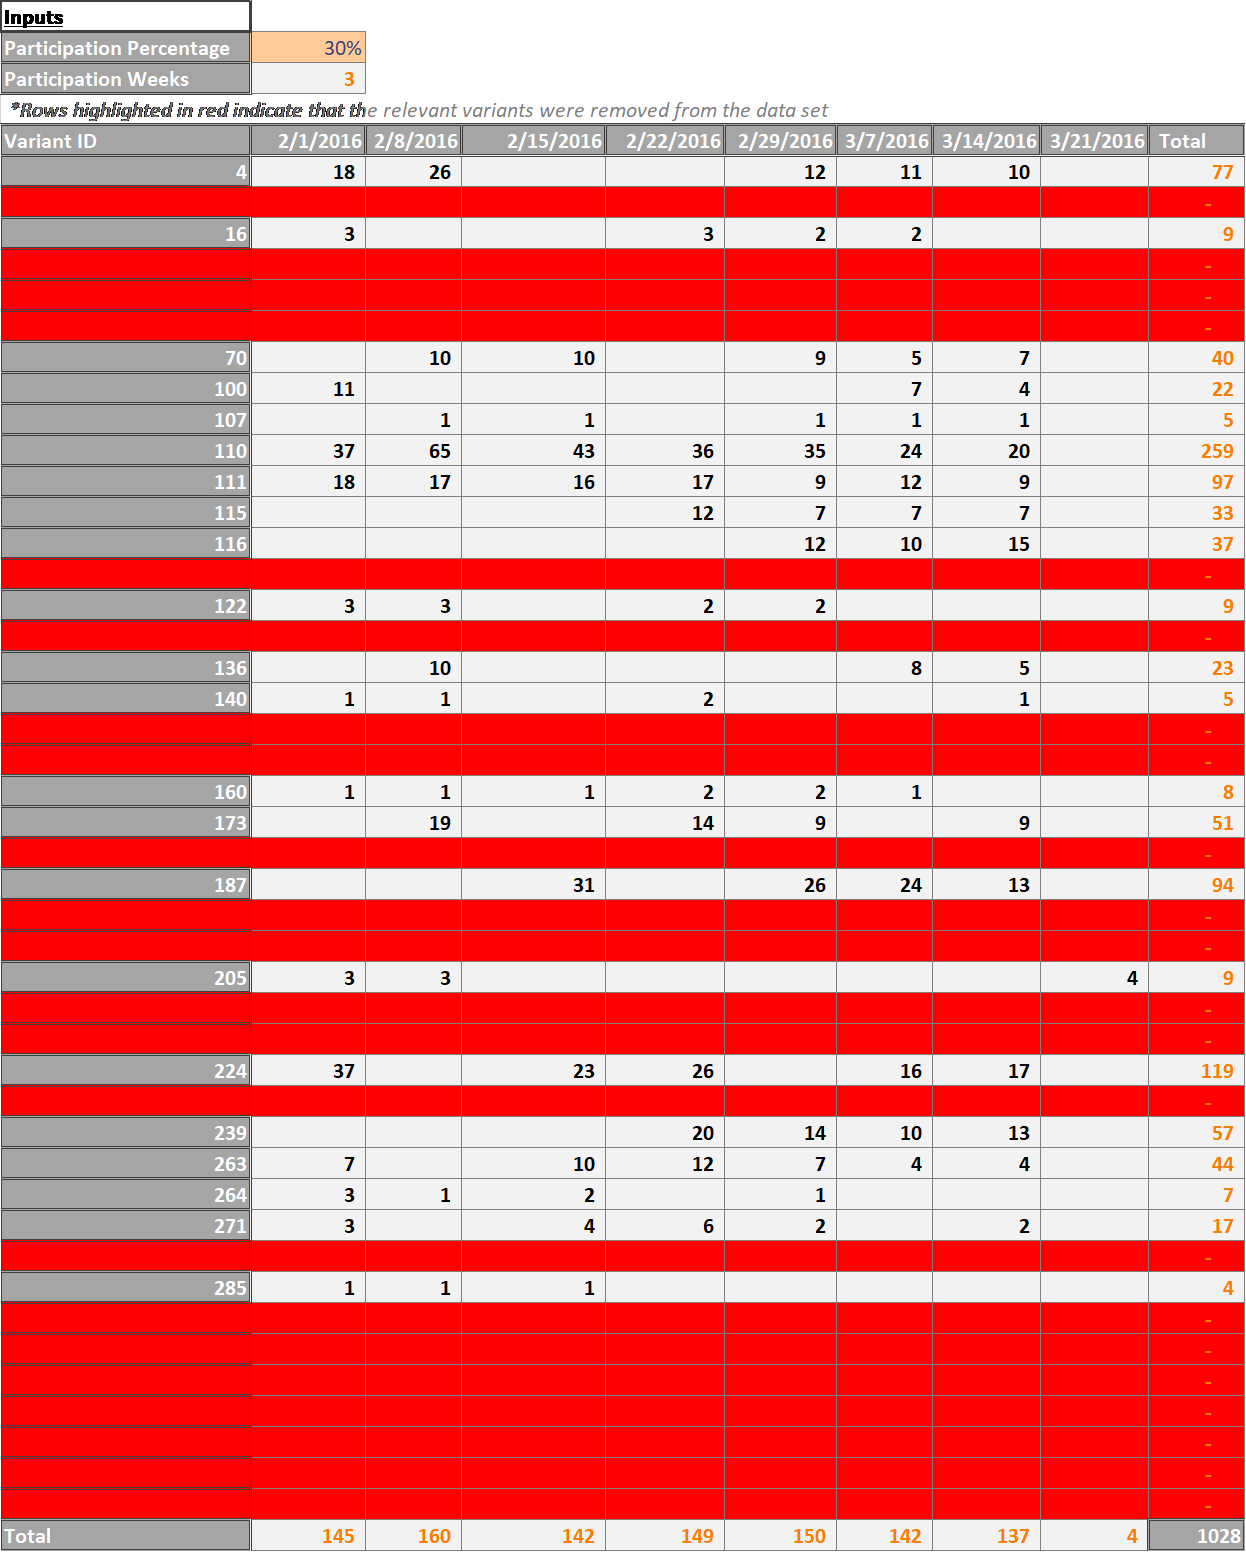 Inputs
Participation Percentage 30%
Participation Weeks 3
*Rows highlighted in red indicate that the relevant variants were removed from the data set
Variant ID 2/1/2016 2/8/2016 2/15/2016 2/22/2016 2/29/2016 3/7/2016 3/14/2016 3/21/2016 Total
4 18 26 12 11 10 77
-
16 3 3 2 2 9
-
-
-
70 10 10 9 5 7 40
100 11 7 4 22
107 1 1 1 1 1 5
110 37 65 43 36 35 24 20 259
111 18 17 16 17 9 12 9 97
115 12 7 7 7 33
116 12 10 15 37
-
122 3 3 2 2 9
-
136 10 8 5 23
140 1 1 2 1 5
-
-
160 1 1 1 2 2 1 8
173 19 14 9 9 51
-
187 31 26 24 13 94
-
-
205 3 3 4 9
-
-
224 37 23 26 16 17 119
-
239 20 14 10 13 57
263 7 10 12 7 4 4 44
264 3 1 2 1 7
271 3 4 6 2 2 17
-
285 1 1 1 4
-
-
-
-
-
-
-
Total 145 160 142 149 150 142 137 4 1028